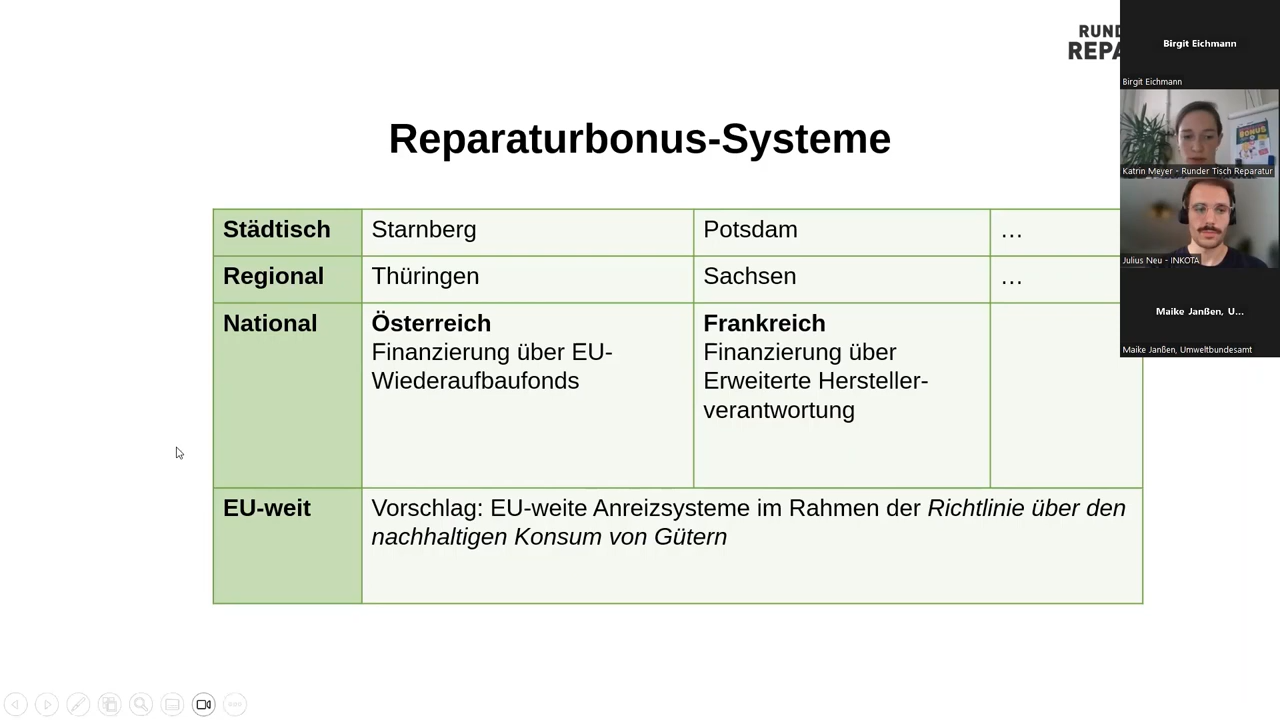 RUND
REPA
Reparaturbonus-Systeme
Städtisch Starnberg Potsdam …
Regional Thüringen Sachsen …
National Österreich Frankreich
Finanzierung über EU- Finanzierung über
Wiederaufbaufonds Erweiterte Hersteller-
verantwortung
EU-weit Vorschlag: EU-weite Anreizsysteme im Rahmen der Richtlinie über den
nachhaltigen Konsum von Gütern
Birgit Eichmann
Birgit Eichmann
BONUS
Katrin Meyer - Runder Tisch Reparatur
Julius Neu - INKOTA
Maike Janßen, U...
Maike Janßen, Umweltbundesamt